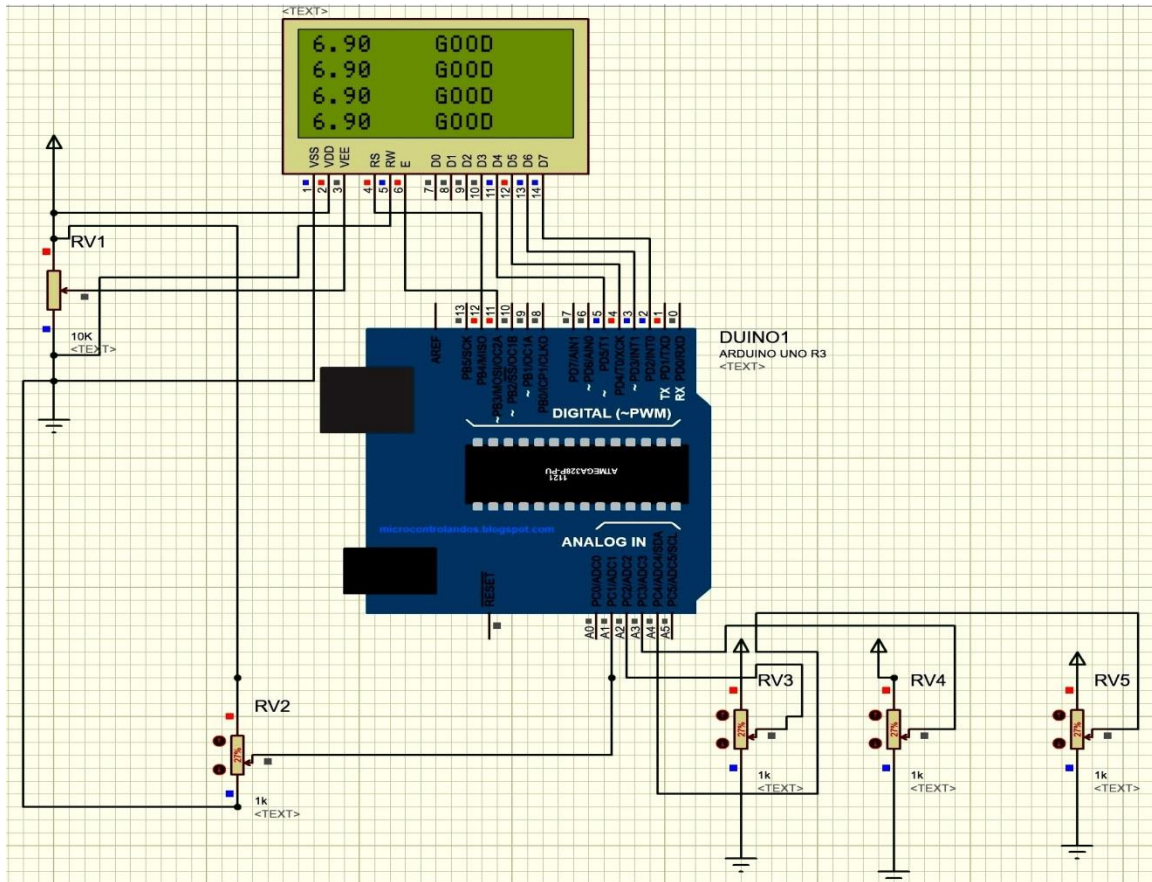 <TEXT>
6.90 GOOD
6.90 GOOD
6.90 GOOD
6.90 GOOD
VSS VDD VEE RS RW E D0 D1 D2 D3 D4 D5 D6 D7
1 2 3 4 5 6 7 8 9 10 11 12 13 14
RV1
10K
<TEXT>
13 12 11 10 9 8 7 6 5 4 3 2 1 0
AREF
PB5/SCK
PB4/MISO
~PB3/MOSI/OC2A
~PB2/SS/OC1B
~PB1/OC1A
PB0/ICP1/CLKO
PD7/AIN1
~PD6/AIN0
~PD5/T1
PD4/T0/XCK
~PD3/INT1
PD2/INT0
TX PD1/TXD
RX PD0/RXD
DUINO1
ARDUINO UNO R3
<TEXT>
DIGITAL (~PWM)
ATMEGA328P-PU
1121
microcontrolandos.blogspot.com
ANALOG IN
RESET
PC0/ADC0
PC1/ADC1
PC2/ADC2
PC3/ADC3
PC4/ADC4/SDA
PC5/ADC5/SCL
A0 A1 A2 A3 A4 A5
RV2
27%
1k
<TEXT>
RV3
27%
1k
<TEXT>
RV4
27%
1k
<TEXT>
RV5
27%
1k
<TEXT>